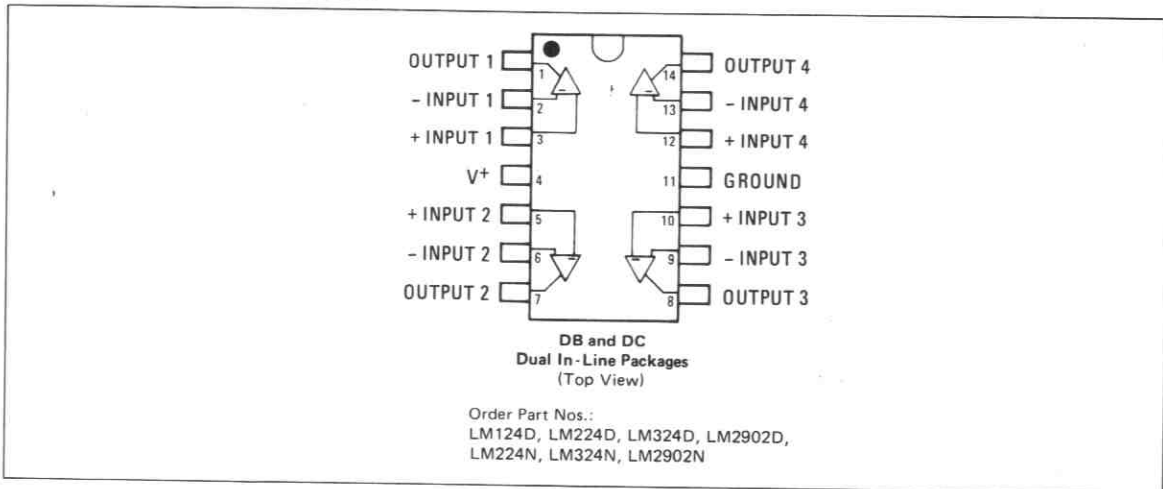 OUTPUT 1
- INPUT 1
+ INPUT 1
V+
+ INPUT 2
- INPUT 2
OUTPUT 2
1
2
3
4
5
6
7
14
13
12
11
10
9
8
OUTPUT 4
- INPUT 4
+ INPUT 4
GROUND
+ INPUT 3
- INPUT 3
OUTPUT 3
DB and DC
Dual In-Line Packages
(Top View)
Order Part Nos.:
LM124D, LM224D, LM324D, LM2902D,
LM224N, LM324N, LM2902N